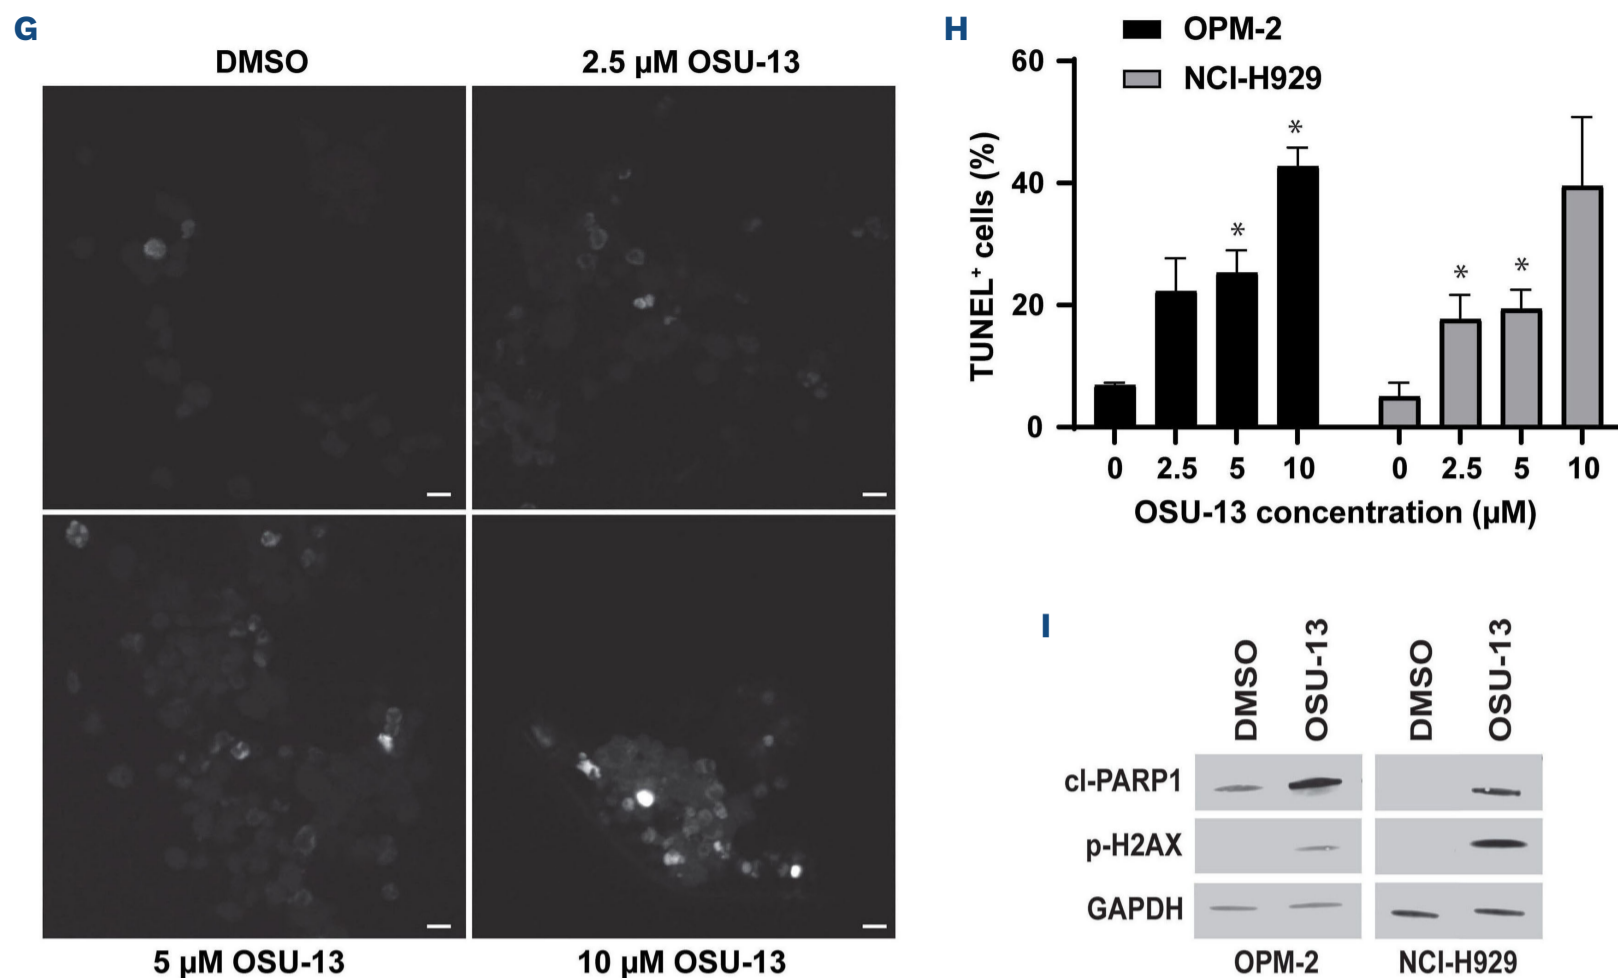 G
DMSO
2.5 µM OSU-13
5 µM OSU-13
10 µM OSU-13
H
OPM-2
NCI-H929
TUNEL⁺ cells (%)
60
40
20
0
* * * *  *
0 2.5 5 10 0 2.5 5 10
OSU-13 concentration (µM)
I
DMSO OSU-13 DMSO OSU-13
cl-PARP1
p-H2AX
GAPDH
OPM-2 NCI-H929